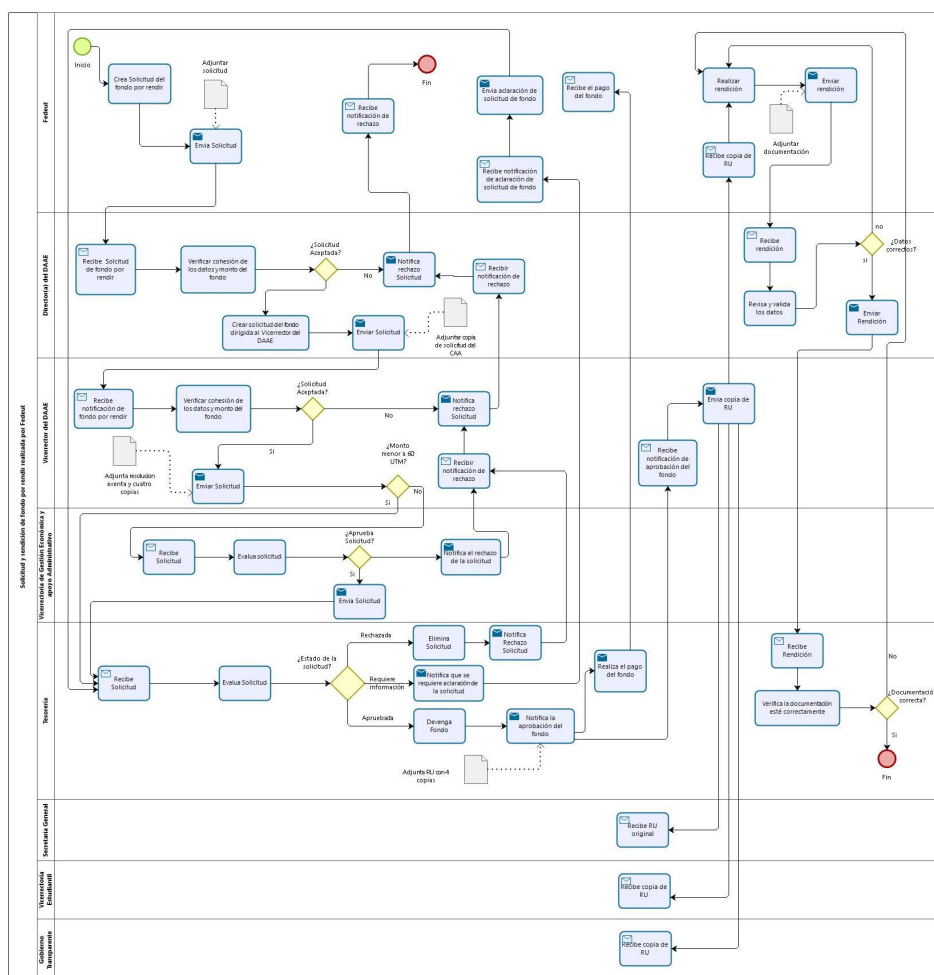 Solicitud y rendición de fondo por rendir realizada por Fedeut
Fedeut
Inicio
Crea Solicitud del
fondo por rendir
Adjuntar
solicitud
Envia Solicitud
Recibe
notificación de
rechazo
Fin
Envia aclaración de
solicitud de fondo
Recibe notificación
de aclaración de
solicitud de fondo
Recibe el pago
del fondo
Realizar
rendición
Enviar
rendición
Adjuntar
documentación
Recibe copia de
RU
Director(a) del DAAE
Recibe Solcitud
de fondo por
rendir
Verificar cohesión de
los datos y monto del
fondo
¿Solicitud
Aceptada?
No
Notifica
rechazo
Solicitud
Recibir
notificación de
rechazo
Crear solicitud del fondo
dirigida al Vicerrector del
DAAE
Enviar Solicitud
Adjuntar copia
de solicitud del
CAA
Recibe
rendición
Revisa y valida
los datos
no
¿Datos
correctos?
si
Enviar
Rendición
Vicerrector del DAAE
Recibe
notificación de
fondo por rendir
Verificar cohesión de
los datos y monto del
fondo
¿Solicitud
Aceptada?
No
Si
Notifica
rechazo
Solicitud
Adjunta resolucion
exenta y cuatro
copias
Enviar Solicitud
¿Monto
menor a 60
UTM?
No
Si
Recibir
notificación de
rechazo
Recibe
notificación de
aprobación del
fondo
Envia copia de
RU
Vicerrectoría de Gestión Económica y
apoyo Administrativo
Recibe
Solicitud
Evalua solicitud
¿Aprueba
Solicitud?
Si
Notifica el rechazo
de la solicitud
Envia Solicitud
Tesorería
Recibe
Solicitud
Evalua Solicitud
¿Estado de la
solicitud?
Rechazada
Elimina
Solicitud
Notifica
Rechazo
Solicitud
Requiere
información
Notifica que se
requiere aclaración de
la solicitud
Apruebada
Devenga
Fondo
Notifica la
aprobación del
fondo
Adjunta RU con 4
copias
Realiza el pago
del fondo
Recibe
Rendición
Verifica la documentación
esté correctamente
No
¿Documentació
correcta?
Si
Fin
Secretaria General
Recibe RU
original
Vicerrectoría
Estudiantil
Recibe copia de
RU
Gobierno
Transparente
Recibe copia de
RU